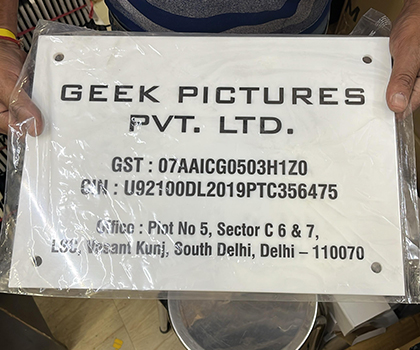 GEEK PICTURES
PVT. LTD.
GST : 07AAICG0503H1Z0
CIN : U92100DL2019PTC356475
Office : Plot No 5, Sector C 6 & 7,
LSC, Vasant Kunj, South Delhi, Delhi – 110070